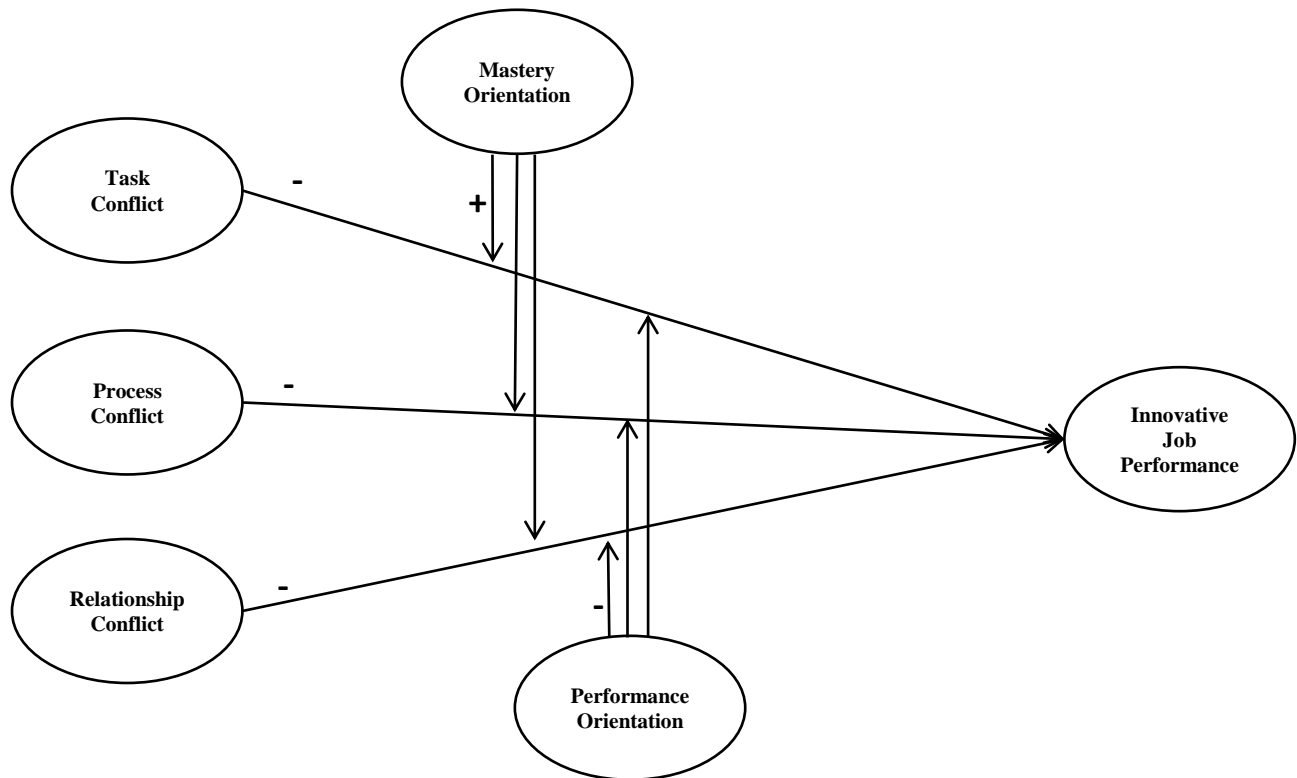 Mastery
Orientation
Task
Conflict
-
+
Process
Conflict
-
Innovative
Job
Performance
Relationship
Conflict
-
-
Performance
Orientation